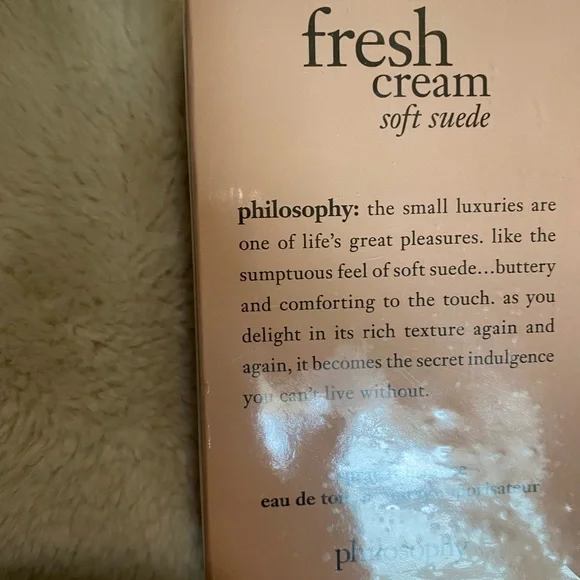 fresh
cream
soft suede
philosophy: the small luxuries are
one of life's great pleasures. like the
sumptuous feel of soft suede...buttery
and comforting to the touch. as you
delight in its rich texture again and
again, it becomes the secret indulgence
you can't live without.
eau de vaporisateur
philosophy